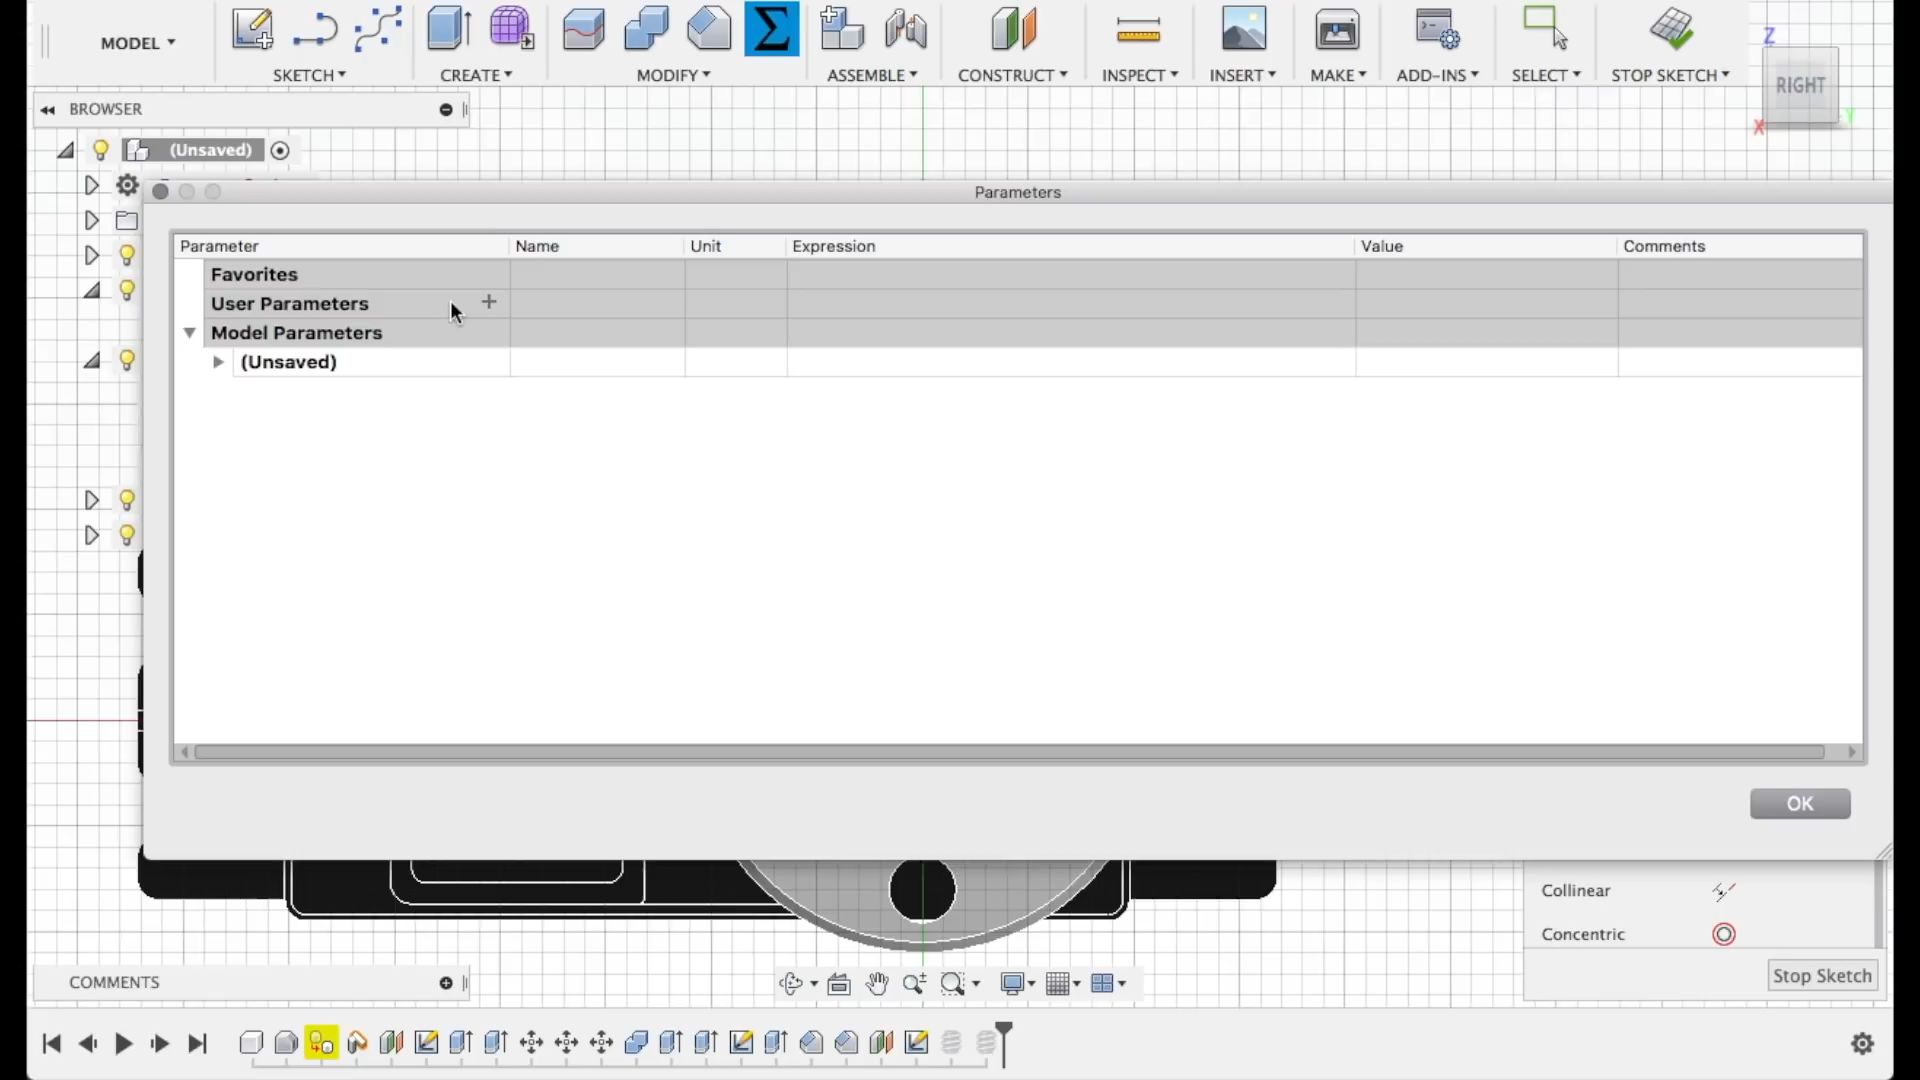 MODEL
SKETCH
CREATE
MODIFY
ASSEMBLE
CONSTRUCT
INSPECT
INSERT
MAKE
ADD-INS
SELECT
STOP SKETCH
Z
RIGHT
X
Y
BROWSER
(Unsaved)
Parameters
Parameter Name Unit Expression Value Comments
Favorites
User Parameters
Model Parameters
(Unsaved)
OK
Collinear
Concentric
Stop Sketch
COMMENTS